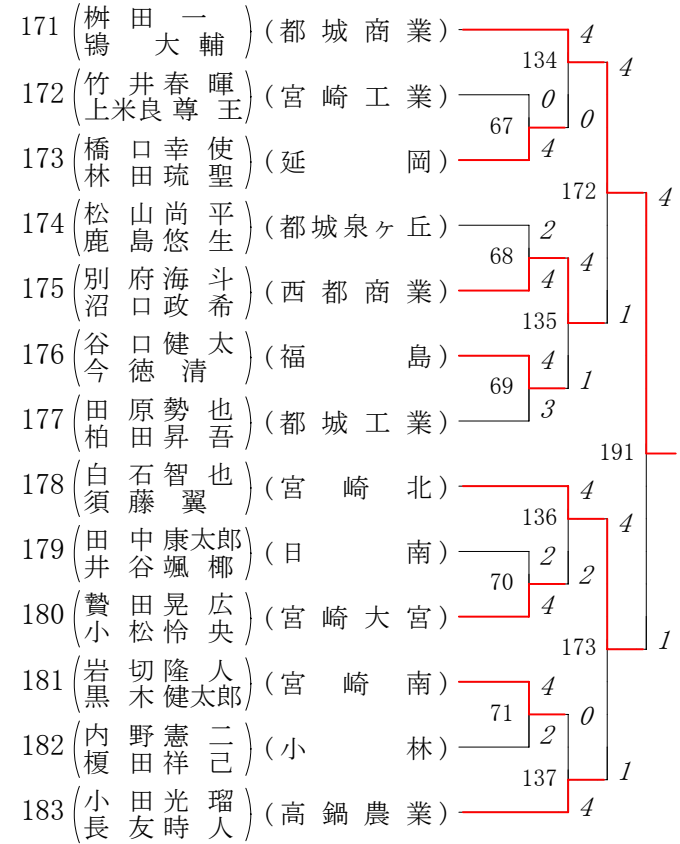 171 桝田一 (都城商業)
鴇大輔
172 竹井春暉 (宮崎工業)
上米良尊王
173 橋口幸使 (延岡)
林田琉聖
174 松山尚平 (都城泉ヶ丘)
鹿島悠生
175 別府海斗 (西都商業)
沼口政希
176 谷口健太 (福島)
今徳清
177 田原勢也 (都城工業)
柏田昇吾
178 白石智也 (宮崎北)
須藤翼
179 田中康太郎 (日南)
井谷颯椰
180 贄田晃広 (宮崎大宮)
小松怜央
181 岩切隆人 (宮崎南)
黒木健太郎
182 内野憲二 (小林)
榎田祥己
183 小田光瑠 (高鍋農業)
長友時人
4
134
4
0
67
0
4
172
4
2
68
4
4
135
1
4
69
1
3
191
4
136
4
2
70
2
4
173
1
4
71
0
2
137
1
4